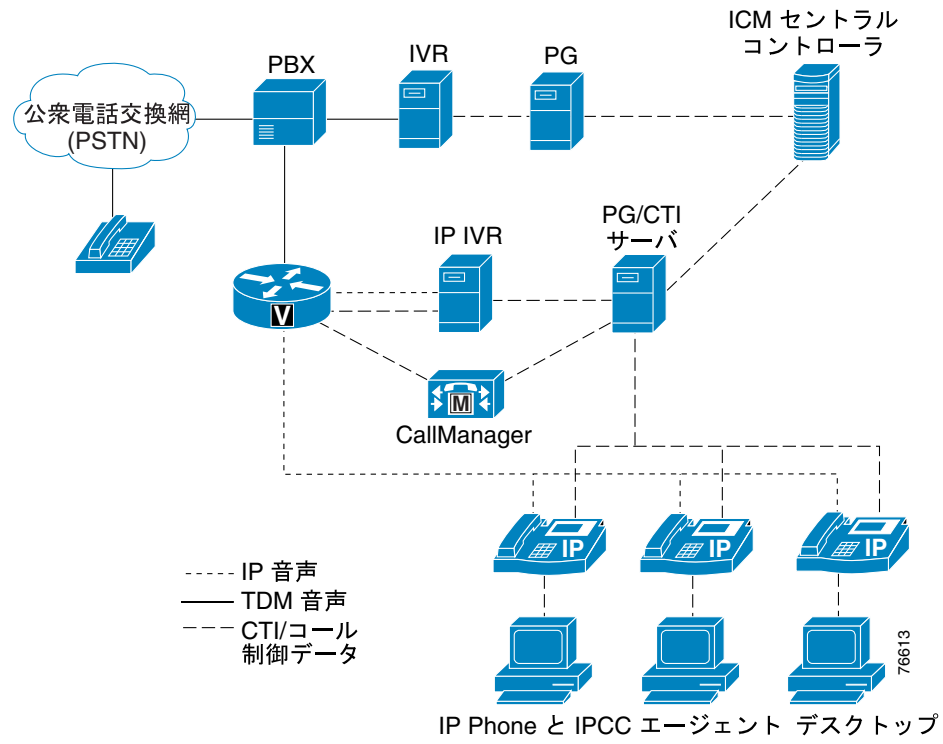 ICM セントラル
コントローラ
PBX
IVR
PG
公衆電話交換網
(PSTN)
PG/CTI
サーバ
IP IVR
V
M
CallManager
IP
IP
IP
IP 音声
TDM 音声
CTI/コール
制御データ
76613
IP Phone と IPCC エージェント デスクトップ